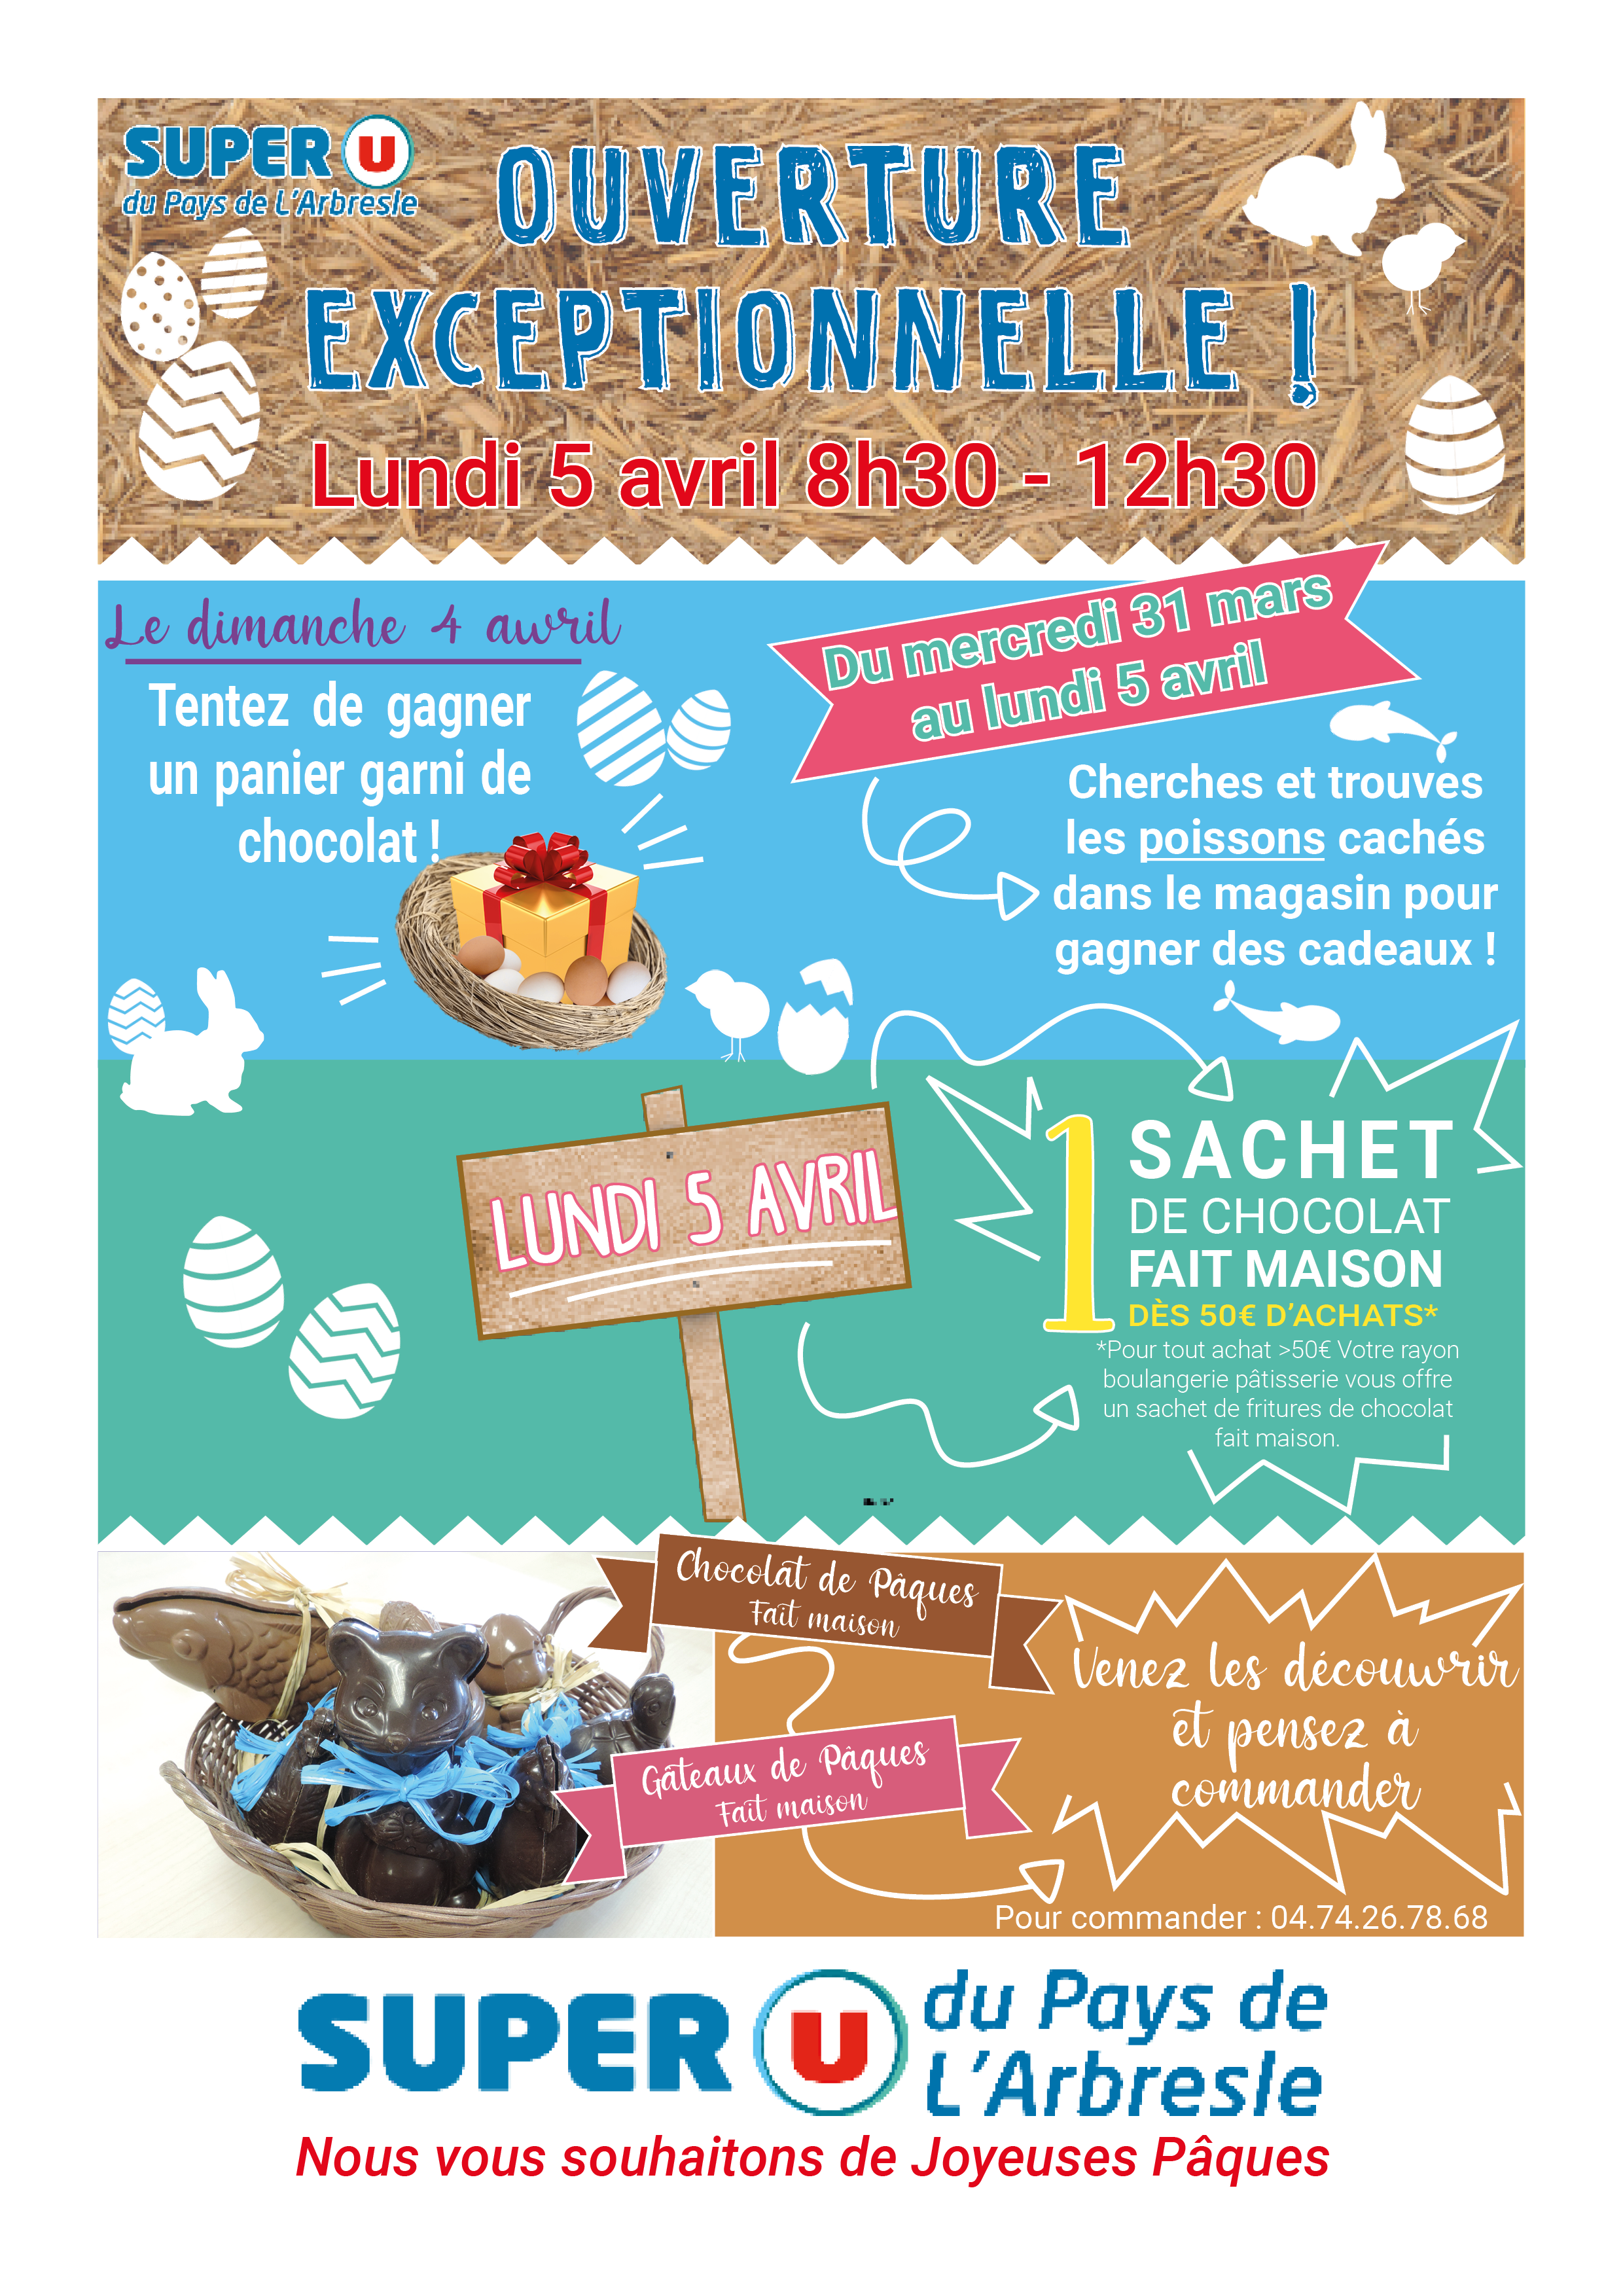 SUPER U
du Pays de L'Arbresle
OUVERTURE
EXCEPTIONNELLE !
Lundi 5 avril 8h30 - 12h30
Le dimanche 4 avril
Tentez de gagner
un panier garni de
chocolat !
Du mercredi 31 mars
au lundi 5 avril
Cherches et trouves
les poissons cachés
dans le magasin pour
gagner des cadeaux !
LUNDI 5 AVRIL
1 SACHET
DE CHOCOLAT
FAIT MAISON
DÈS 50€ D'ACHATS*
*Pour tout achat >50€ Votre rayon
boulangerie pâtisserie vous offre
un sachet de fritures de chocolat
fait maison.
Chocolat de Pâques
Fait maison
Gâteaux de Pâques
Fait maison
Venez les découvrir
et pensez à
commander
Pour commander : 04.74.26.78.68
SUPER U
du Pays de
L'Arbresle
Nous vous souhaitons de Joyeuses Pâques